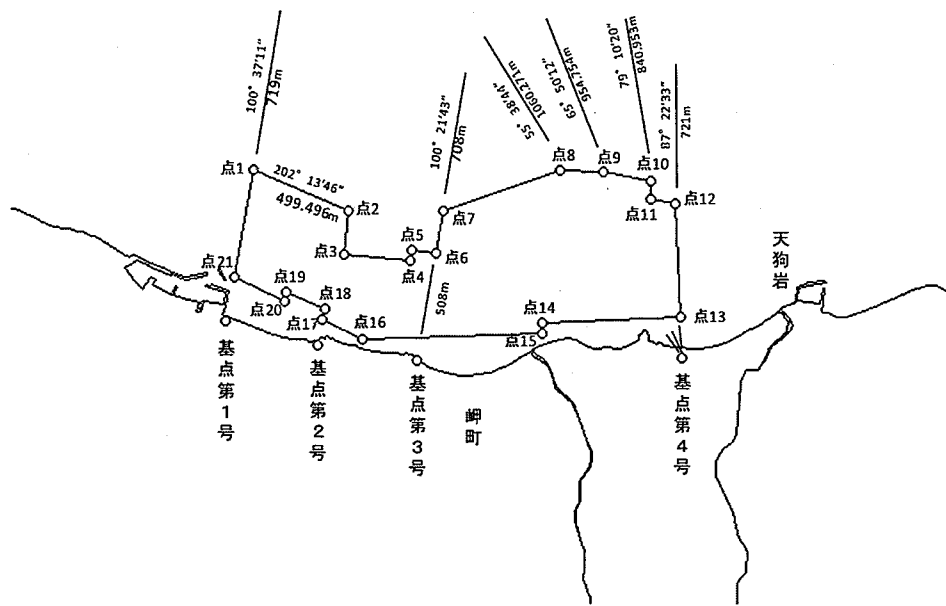 100° 37'11"
719m
100° 21'43"
708m
55° 38'44"
1060.271m
65° 50'12"
954.754m
79° 10'20"
840.953m
87° 22'33"
721m
点1
202° 13'46"
499.496m
点2
点3
点4
点5
点6
点7
点8
点9
点10
点11
点12
508m
点13
点14
点15
点16
点17
点18
点19
点20
点21
天狗岩
基点第1号
基点第2号
基点第3号
岬町
基点第4号